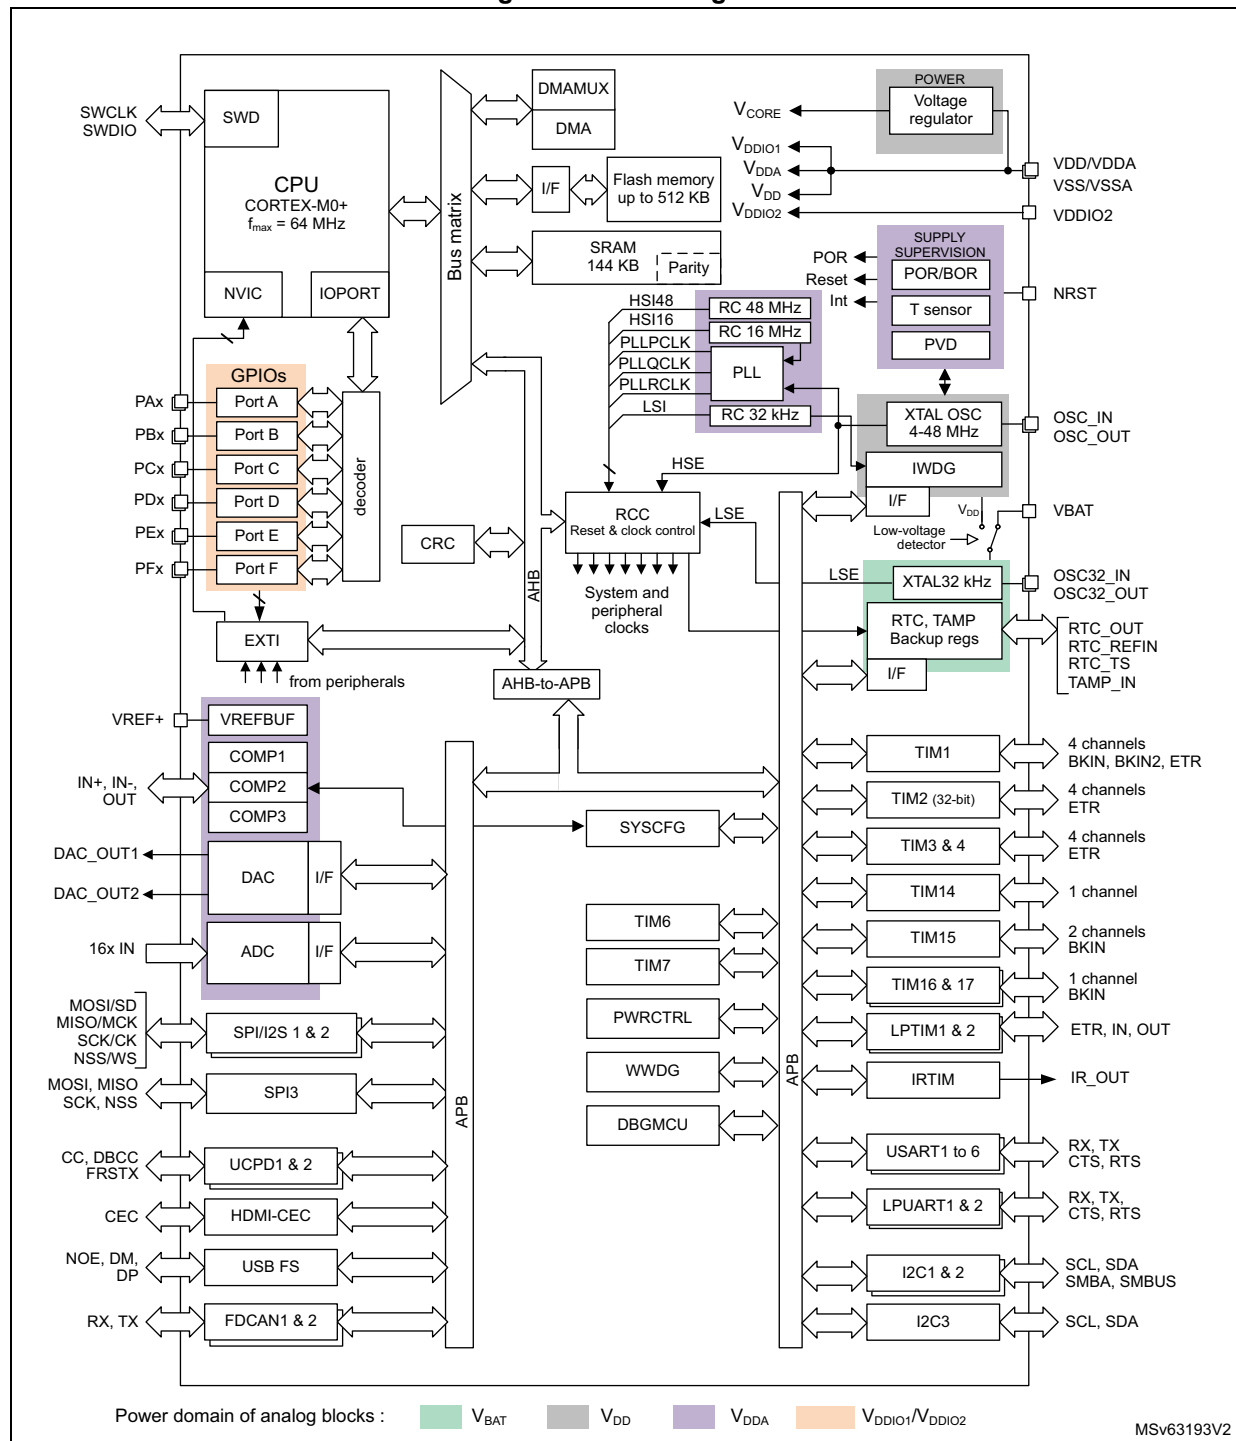 POWER
Voltage
regulator
VCORE
VDDIO1
VDDA
VDD
VDDIO2
VDD/VDDA
VSS/VSSA
VDDIO2
SWCLK
SWDIO
SWD
CPU
CORTEX-M0+
fmax = 64 MHz
NVIC
IOPORT
Bus matrix
DMAMUX
DMA
I/F
Flash memory
up to 512 KB
SRAM
144 KB
Parity
SUPPLY
SUPERVISION
POR/BOR
T sensor
PVD
POR
Reset
Int
NRST
HSI48
HSI16
PLLPCLK
PLLQCLK
PLLRCLK
LSI
RC 48 MHz
RC 16 MHz
PLL
RC 32 kHz
XTAL OSC
4-48 MHz
IWDG
I/F
OSC_IN
OSC_OUT
VDD
VBAT
Low-voltage
detector
GPIOs
PAx
Port A
PBx
Port B
PCx
Port C
PDx
Port D
PEx
Port E
PFx
Port F
decoder
HSE
RCC
Reset & clock control
LSE
LSE
System and
peripheral
clocks
CRC
AHB
EXTI
from peripherals
AHB-to-APB
XTAL32 kHz
OSC32_IN
OSC32_OUT
RTC, TAMP
Backup regs
I/F
RTC_OUT
RTC_REFIN
RTC_TS
TAMP_IN
VREF+
VREFBUF
COMP1
IN+, IN-,
OUT
COMP2
COMP3
DAC_OUT1
DAC_OUT2
DAC
I/F
16x IN
ADC
I/F
MOSI/SD
MISO/MCK
SCK/CK
NSS/WS
SPI/I2S 1 & 2
MOSI, MISO
SCK, NSS
SPI3
CC, DBCC
FRSTX
UCPD1 & 2
CEC
HDMI-CEC
NOE, DM,
DP
USB FS
RX, TX
FDCAN1 & 2
APB
SYSCFG
TIM6
TIM7
PWRCTRL
WWDG
DBGMCU
APB
TIM1
4 channels
BKIN, BKIN2, ETR
TIM2 (32-bit)
4 channels
ETR
TIM3 & 4
4 channels
ETR
TIM14
1 channel
TIM15
2 channels
BKIN
TIM16 & 17
1 channel
BKIN
LPTIM1 & 2
ETR, IN, OUT
IRTIM
IR_OUT
USART1 to 6
RX, TX
CTS, RTS
LPUART1 & 2
RX, TX,
CTS, RTS
I2C1 & 2
SCL, SDA
SMBA, SMBUS
I2C3
SCL, SDA
Power domain of analog blocks :
VBAT
VDD
VDDA
VDDIO1/VDDIO2
MSv63193V2